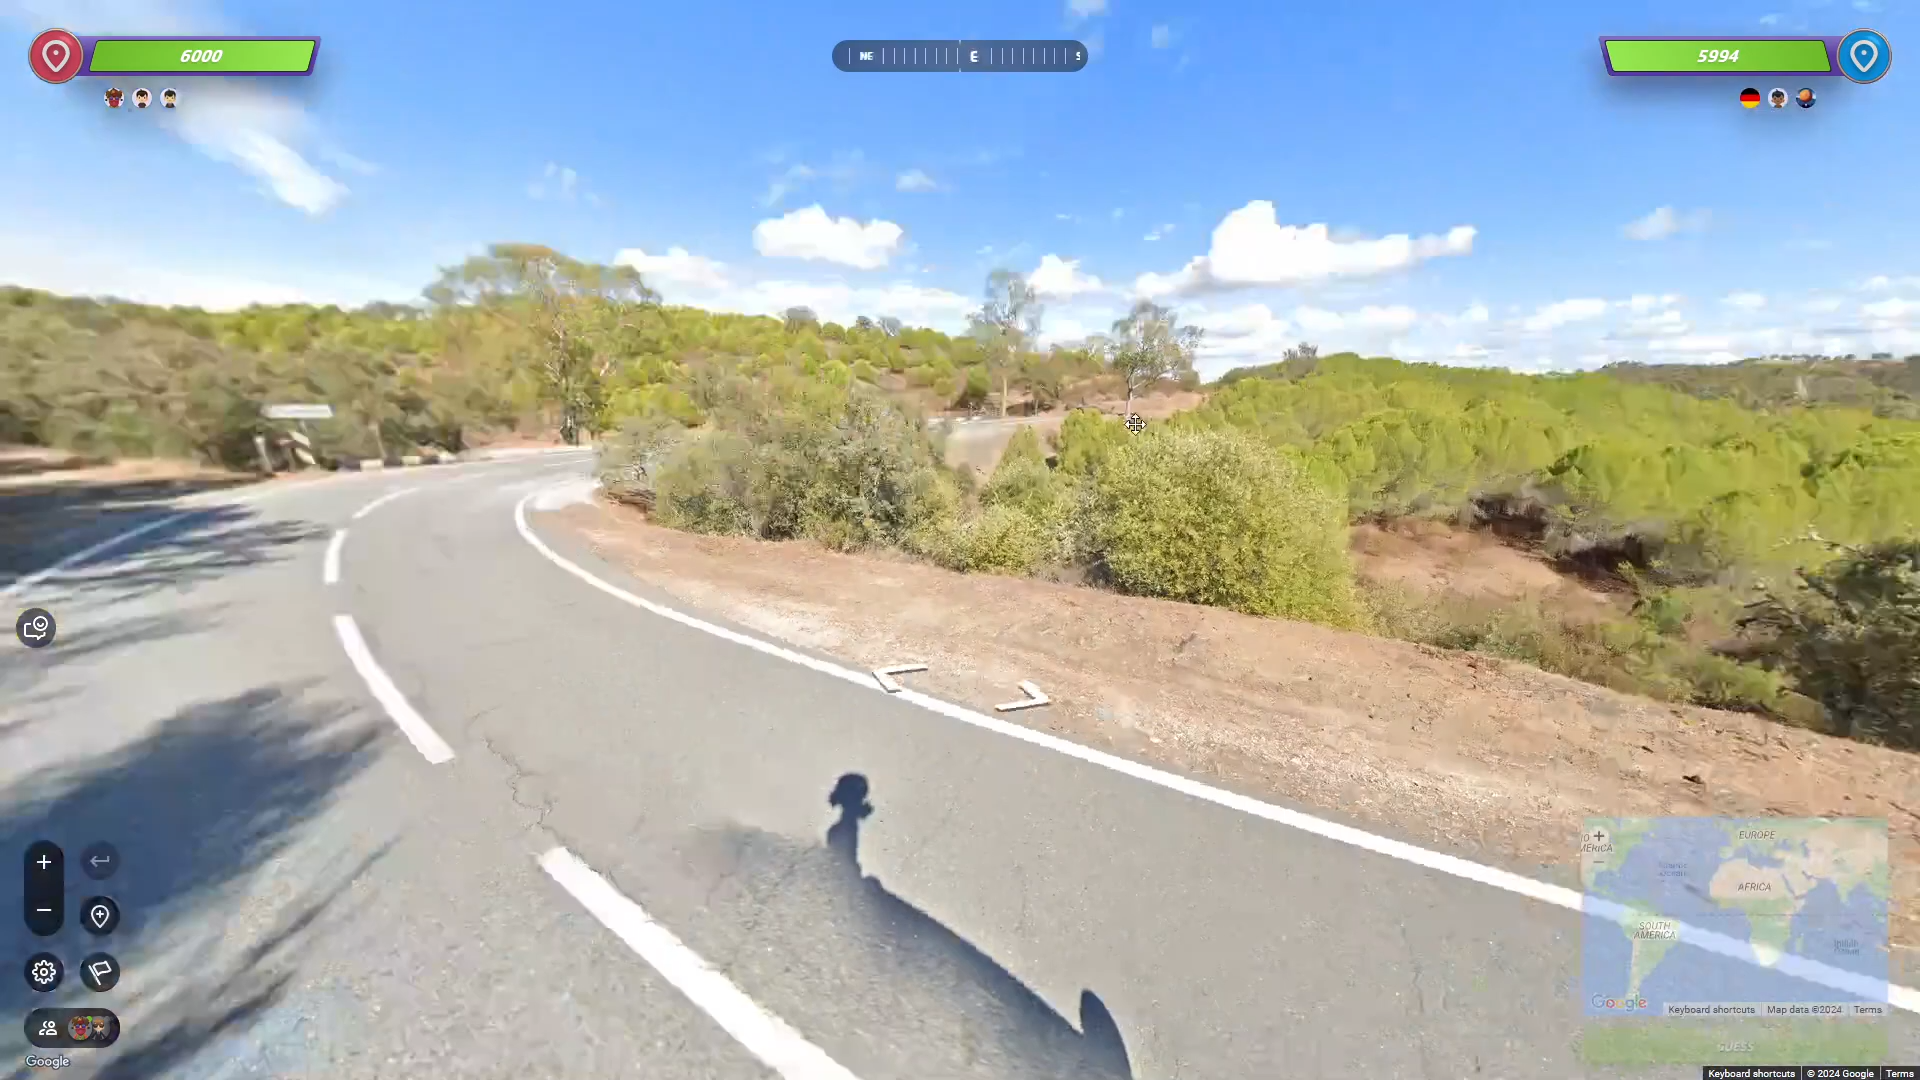 6000
NE E S
5994
EUROPE
MERICA
AFRICA
SOUTH
AMERICA
Google
Keyboard shortcuts Map data ©2024 Terms
GUESS
Google
Keyboard shortcuts © 2024 Google Terms